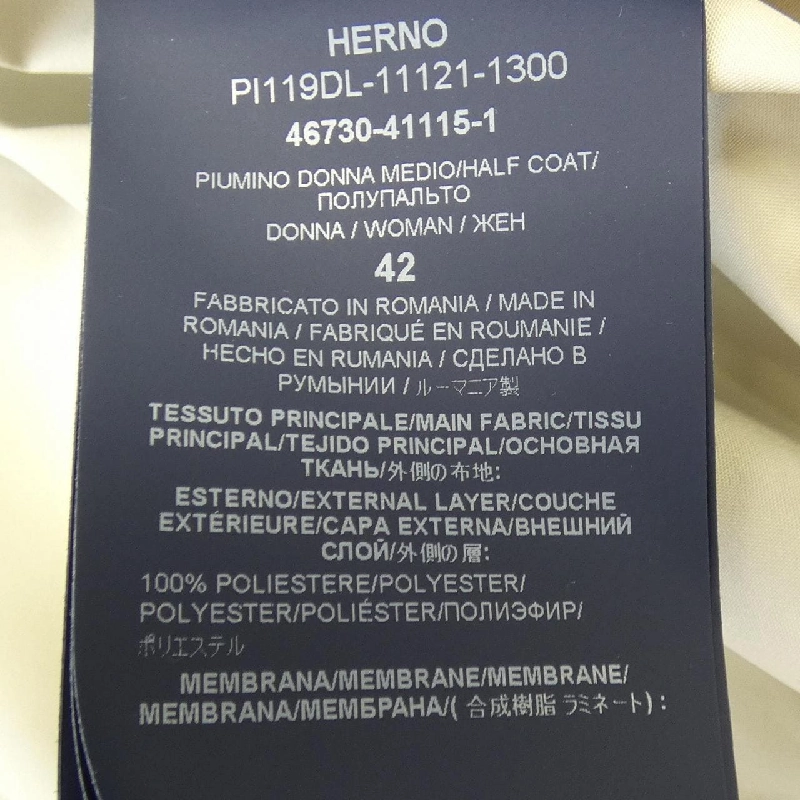 HERNO
PI119DL-11121-1300
46730-41115-1
PIUMINO DONNA MEDIO/HALF COAT/
ПОЛУПАЛЬТО
DONNA / WOMAN / ЖЕН
42
FABBRICATO IN ROMANIA / MADE IN
ROMANIA / FABRIQUÉ EN ROUMANIE /
HECHO EN RUMANIA / СДЕЛАНО В
РУМЫНИИ / ルーマニア製
TESSUTO PRINCIPALE/MAIN FABRIC/TISSU
PRINCIPAL/TEJIDO PRINCIPAL/ОСНОВНАЯ
ТКАНЬ/外側の布地:
ESTERNO/EXTERNAL LAYER/COUCHE
EXTÉRIEURE/CAPA EXTERNA/ВНЕШНИЙ
СЛОЙ/外側の層:
100% POLIESTERE/POLYESTER/
POLYESTER/POLIÉSTER/ПОЛИЭФИР/
ポリエステル
MEMBRANA/MEMBRANE/MEMBRANE/
MEMBRANA/МЕМБРАНА/( 合成樹脂 ラミネート) :